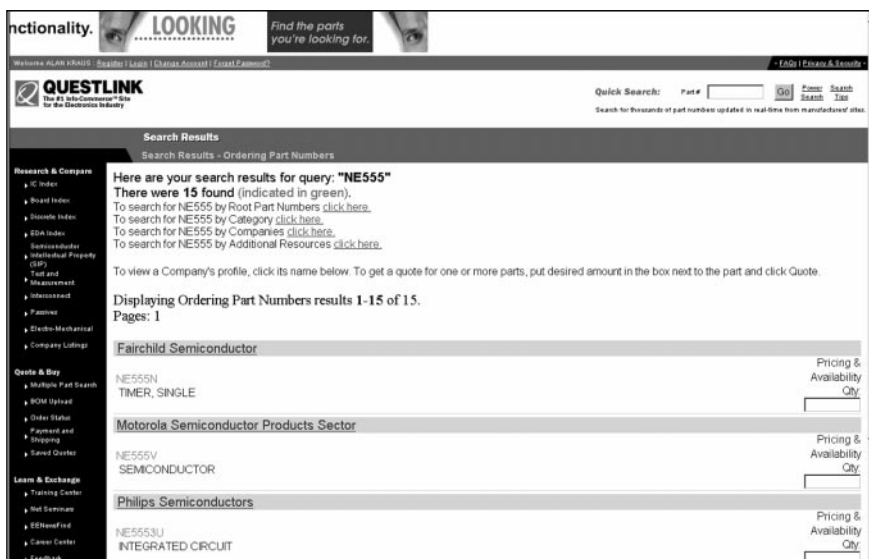 nctionality.
LOOKING
Find the parts
you're looking for.
Welcome ALAN KRAUS : Register | Login | Change Account | Forget Password?
- FAQs | Privacy & Security -
QUESTLINK
The #1 Info-Commerce™ Site
for the Electronics Industry
Quick Search: Part# Go Power Search Search Tips
Search for thousands of part numbers updated in real-time from manufacturers' sites.
Search Results
Search Results - Ordering Part Numbers
Research & Compare
IC Index
Board Index
Discrete Index
EDA Index
Semiconductor
Intellectual Property
(SIP)
Test and
Measurement
Interconnect
Passives
Electro-Mechanical
Company Listings
Quote & Buy
Multiple Part Search
BOM Upload
Order Status
Payment and
Shipping
Saved Quotes
Learn & Exchange
Training Center
Net Seminars
EENewsFind
Career Center
Feedback
Here are your search results for query: "NE555"
There were 15 found (indicated in green).
To search for NE555 by Root Part Numbers click here.
To search for NE555 by Category click here.
To search for NE555 by Companies click here.
To search for NE555 by Additional Resources click here.
To view a Company's profile, click its name below. To get a quote for one or more parts, put desired amount in the box next to the part and click Quote.
Displaying Ordering Part Numbers results 1-15 of 15.
Pages: 1
Fairchild Semiconductor
Pricing &
Availability
Qty:
NE555N
TIMER, SINGLE
Motorola Semiconductor Products Sector
Pricing &
Availability
Qty:
NE555V
SEMICONDUCTOR
Philips Semiconductors
Pricing &
Availability
Qty:
NE5553U
INTEGRATED CIRCUIT